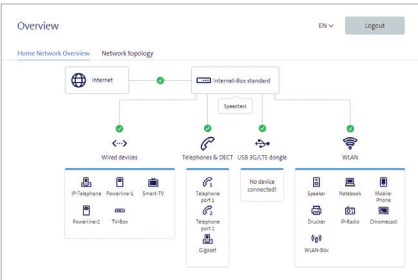 Overview
EN
Logout
Home Network Overview Network topology
Internet
Internet-Box standard
Speedtest
Wired devices
Telephones & DECT
USB 3G/LTE dongle
WLAN
IP-Telephone Powerline-1 Smart-TV
Powerline-2 TV-Box
Telephone port 1
Telephone port 2
Gigaset
No device
connected!
Speaker Notebook Mobile-Phone
Drucker IP-Radio Chromecast
WLAN-Box